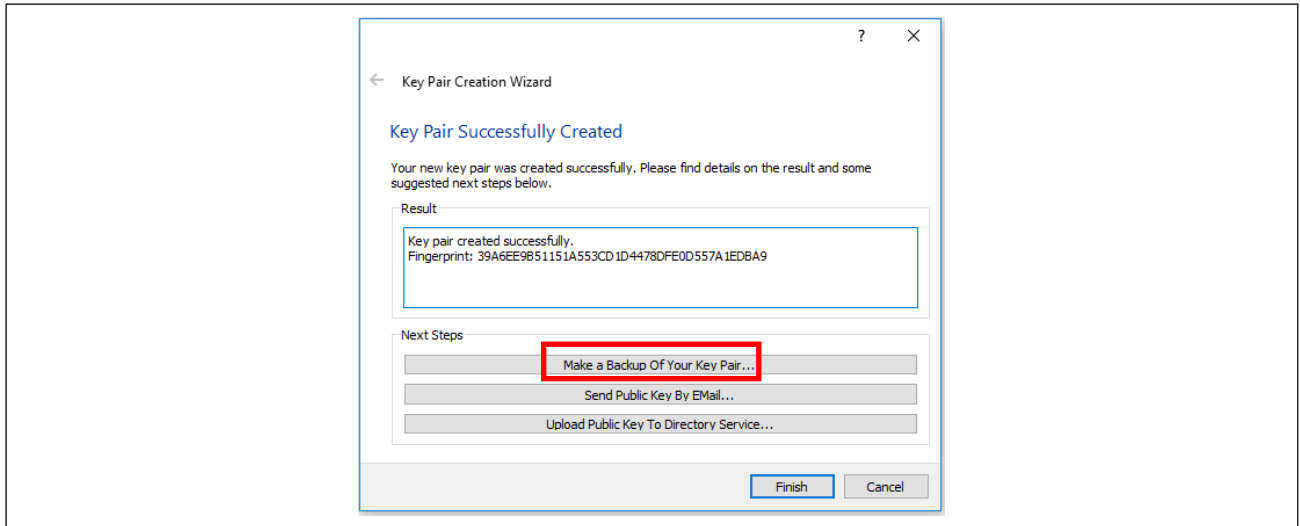 ?
Key Pair Creation Wizard
Key Pair Successfully Created
Your new key pair was created successfully. Please find details on the result and some
suggested next steps below.
Result
Key pair created successfully.
Fingerprint: 39A6EE9B51151A553CD1D4478DFE0D557A1EDBA9
Next Steps
Make a Backup Of Your Key Pair...
Send Public Key By EMail...
Upload Public Key To Directory Service...
Finish Cancel